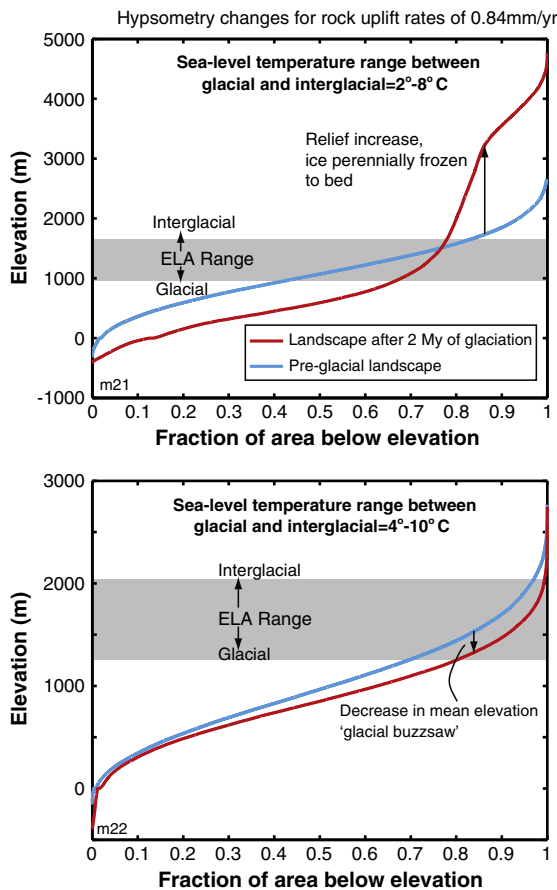 Hypsometry changes for rock uplift rates of 0.84mm/yr
5000
4000
3000
2000
1000
0
-1000
Elevation (m)
Sea-level temperature range between
glacial and interglacial=2°-8°C
Relief increase,
ice perennially frozen
to bed
Interglacial
ELA Range
Glacial
Landscape after 2 My of glaciation
Pre-glacial landscape
m21
0 0.1 0.2 0.3 0.4 0.5 0.6 0.7 0.8 0.9 1
Fraction of area below elevation
3000
2000
1000
0
Elevation (m)
Sea-level temperature range between
glacial and interglacial=4°-10°C
Interglacial
ELA Range
Glacial
Decrease in mean elevation
‘glacial buzzsaw’
m22
0 0.1 0.2 0.3 0.4 0.5 0.6 0.7 0.8 0.9 1
Fraction of area below elevation